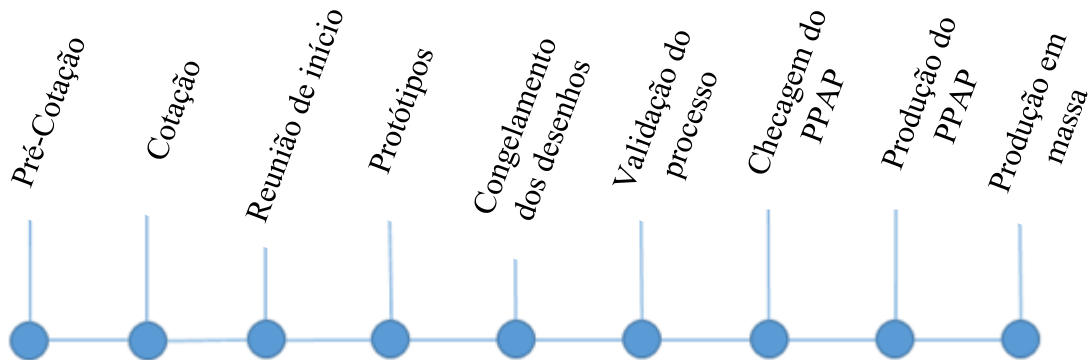 Pré-Cotação
Cotação
Reunião de início
Protótipos
Congelamento
dos desenhos
Validação do
processo
Checagem do
PPAP
Produção do
PPAP
Produção em
massa